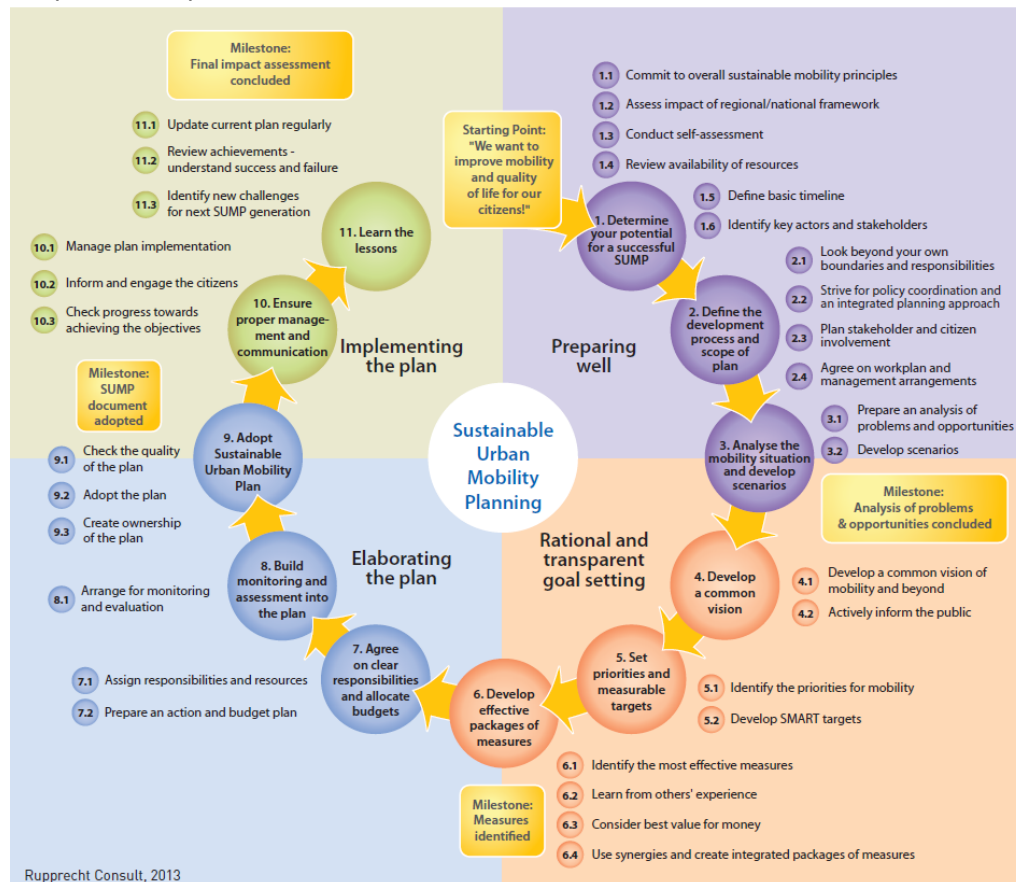 Milestone:
Final impact assessment
concluded
11.1 Update current plan regularly
11.2 Review achievements -
understand success and failure
11.3 Identify new challenges
for next SUMP generation
10.1 Manage plan implementation
10.2 Inform and engage the citizens
10.3 Check progress towards
achieving the objectives
Milestone:
SUMP
document
adopted
11. Learn the
lessons
10. Ensure
proper manage-
ment and
communication
Implementing
the plan
Starting Point:
"We want to
improve mobility
and quality
of life for our
citizens!"
1.1 Commit to overall sustainable mobility principles
1.2 Assess impact of regional/national framework
1.3 Conduct self-assessment
1.4 Review availability of resources
1.5 Define basic timeline
1.6 Identify key actors and stakeholders
1. Determine
your potential
for a successful
SUMP
2.1 Look beyond your own
boundaries and responsibilities
2.2 Strive for policy coordination and
an integrated planning approach
2.3 Plan stakeholder and citizen
involvement
2.4 Agree on workplan and
management arrangements
2. Define the
development
process and
scope of
plan
Preparing
well
3.1 Prepare an analysis of
problems and opportunities
3.2 Develop scenarios
3. Analyse the
mobility situation
and develop
scenarios
Milestone:
Analysis of problems
& opportunities concluded
Sustainable
Urban
Mobility
Planning
Rational and
transparent
goal setting
4. Develop
a common
vision
4.1 Develop a common vision of
mobility and beyond
4.2 Actively inform the public
5. Set
priorities and
measurable
targets
5.1 Identify the priorities for mobility
5.2 Develop SMART targets
6. Develop
effective
packages of
measures
6.1 Identify the most effective measures
6.2 Learn from others' experience
6.3 Consider best value for money
6.4 Use synergies and create integrated packages of measures
Milestone:
Measures
identified
Elaborating
the plan
7. Agree
on clear
responsibilities
and allocate
budgets
7.1 Assign responsibilities and resources
7.2 Prepare an action and budget plan
8. Build
monitoring and
assessment into
the plan
8.1 Arrange for monitoring
and evaluation
9. Adopt
Sustainable
Urban Mobility
Plan
9.1 Check the quality
of the plan
9.2 Adopt the plan
9.3 Create ownership
of the plan
Rupprecht Consult, 2013